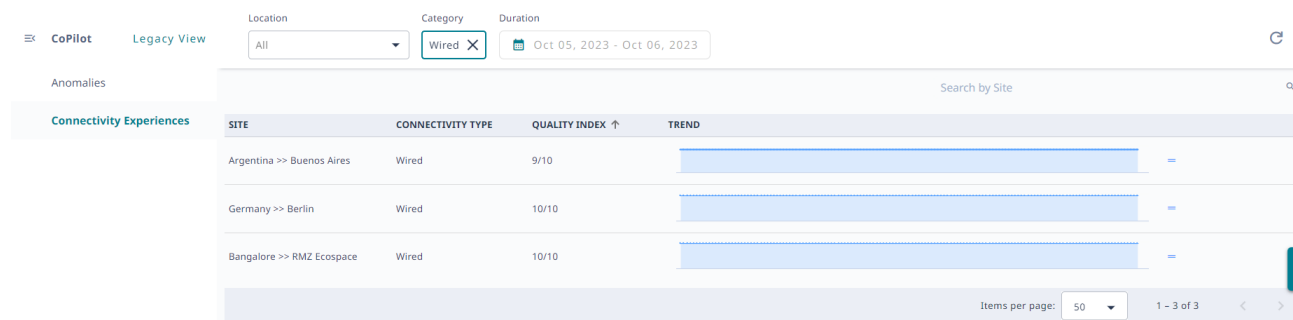 Location Category Duration
CoPilot Legacy View All Wired Oct 05, 2023 - Oct 06, 2023
Anomalies
Search by Site
Connectivity Experiences
SITE CONNECTIVITY TYPE QUALITY INDEX TREND
Argentina >> Buenos Aires Wired 9/10
Germany >> Berlin Wired 10/10
Bangalore >> RMZ Ecospace Wired 10/10
Items per page: 50 1 – 3 of 3